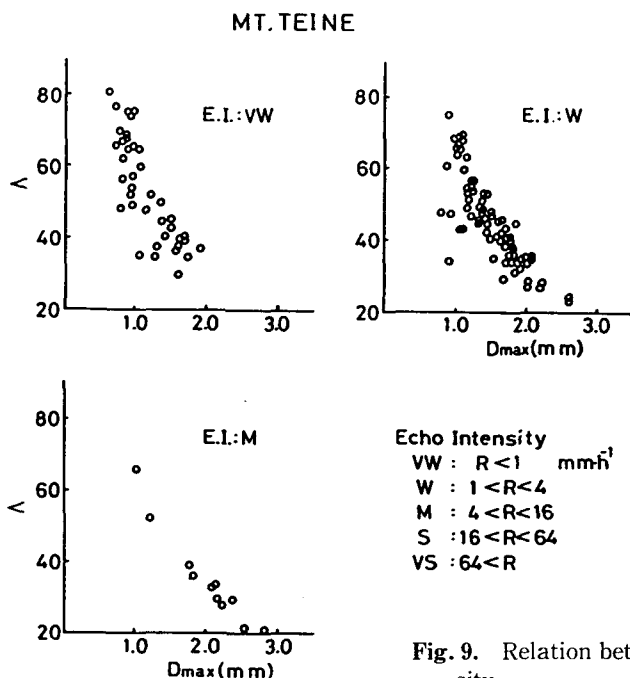 MT. TEINE
E.I.: VW
80
60
Λ
40
20
1.0 2.0 3.0
E.I.: W
80
60
40
20
1.0 2.0 3.0
Dmax(mm)
E.I.: M
80
60
Λ
40
20
1.0 2.0 3.0
Dmax(mm)
Echo Intensity
VW : R<1 mm·h⁻¹
W : 1<R<4
M : 4<R<16
S : 16<R<64
VS : 64<R
Fig. 9. Relation bet
sity